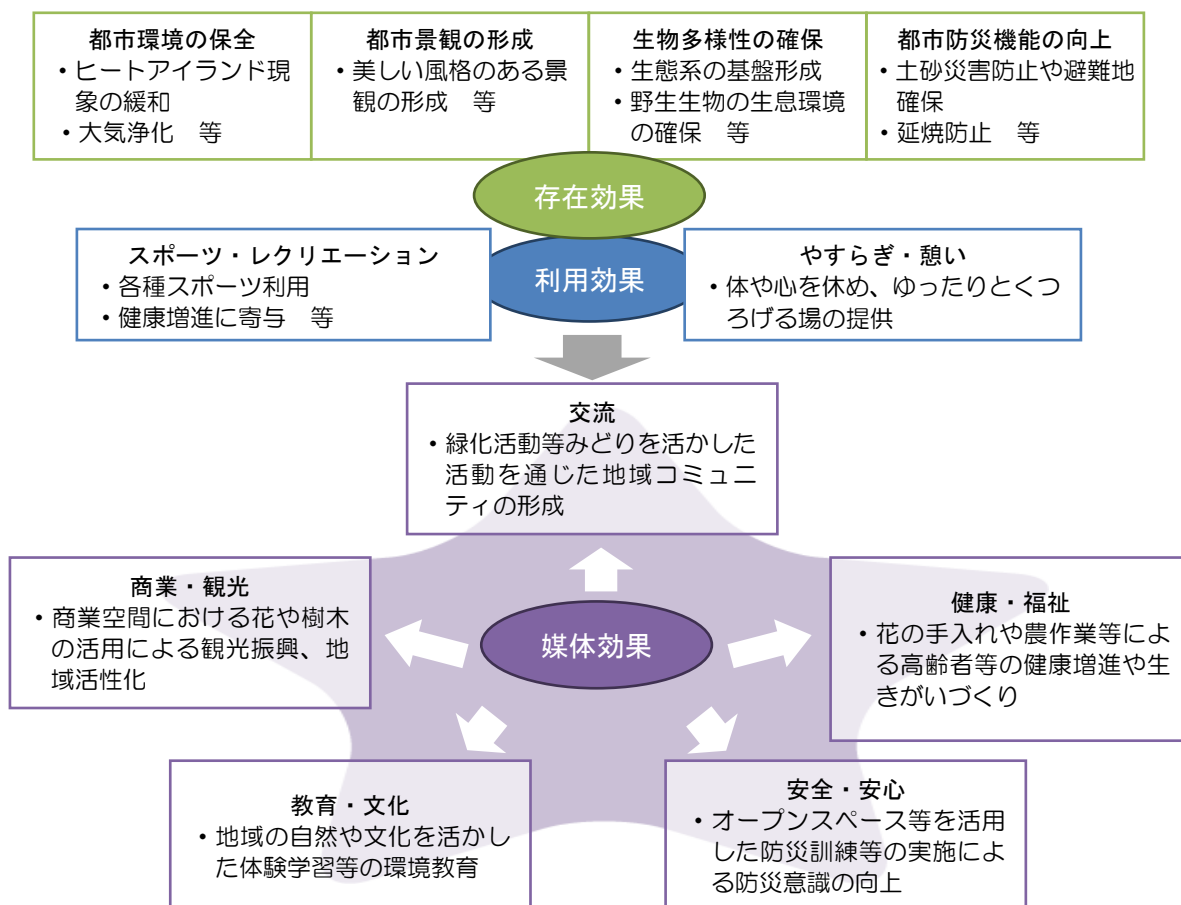 都市環境の保全
・ヒートアイランド現
象の緩和
・大気浄化　等
都市景観の形成
・美しい風格のある景
観の形成　等
生物多様性の確保
・生態系の基盤形成
・野生生物の生息環境
の確保　等
都市防災機能の向上
・土砂災害防止や避難地
確保
・延焼防止　等
存在効果
スポーツ・レクリエーション
・各種スポーツ利用
・健康増進に寄与　等
利用効果
やすらぎ・憩い
・体や心を休め、ゆったりとくつ
ろげる場の提供
交流
・緑化活動等みどりを活かした
活動を通じた地域コミュニ
ティの形成
商業・観光
・商業空間における花や樹木
の活用による観光振興、地
域活性化
媒体効果
健康・福祉
・花の手入れや農作業等によ
る高齢者等の健康増進や生
きがいづくり
教育・文化
・地域の自然や文化を活かし
た体験学習等の環境教育
安全・安心
・オープンスペース等を活用
した防災訓練等の実施によ
る防災意識の向上